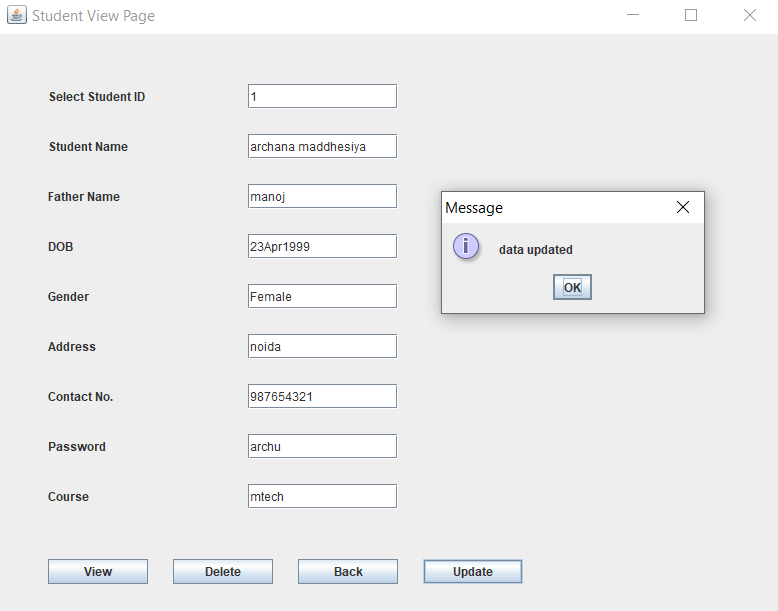 Student View Page
Select Student ID 1
Student Name archana maddhesiya
Father Name manoj
Message
DOB 23Apr1999
data updated
OK
Gender Female
Address noida
Contact No. 987654321
Password archu
Course mtech
View Delete Back Update